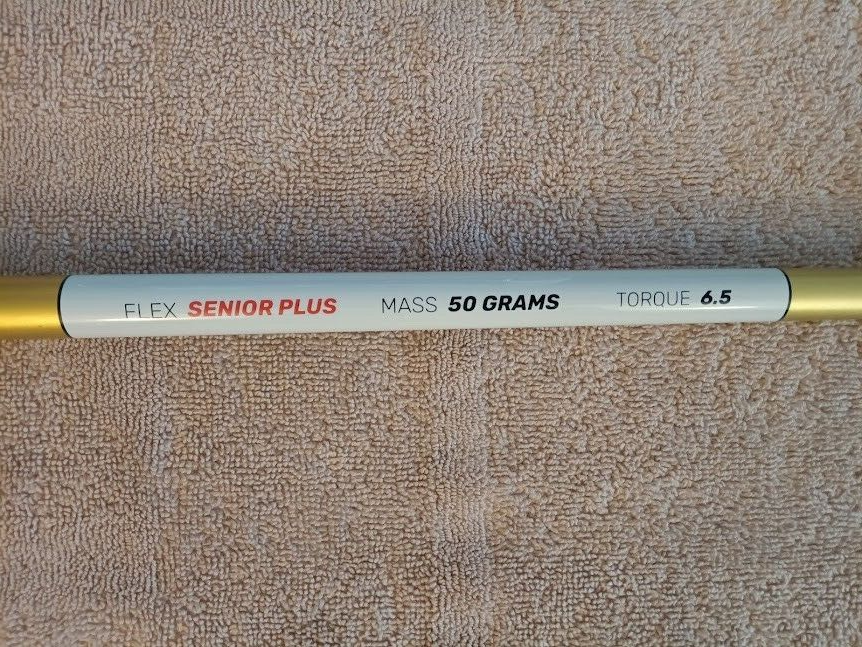 FLEX SENIOR PLUS MASS 50 GRAMS TORQUE 6.5